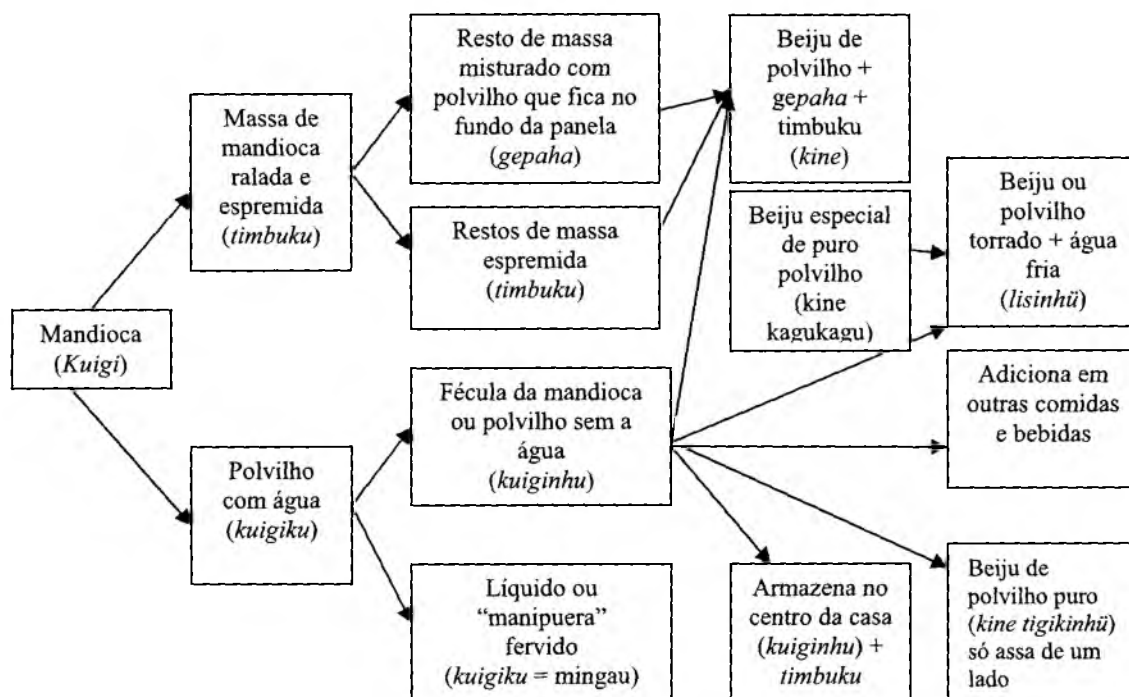 Mandioca
(Kuigi)
Massa de
mandioca
ralada e
espremida
(timbuku)
Polvilho
com água
(kuigiku)
Resto de massa
misturado com
polvilho que fica no
fundo da panela
(gepaha)
Restos de massa
espremida
(timbuku)
Fécula da mandioca
ou polvilho sem a
água
(kuiginhu)
Líquido ou
“manipuera”
fervido
(kuigiku = mingau)
Beiju de
polvilho +
gepaha +
timbuku
(kine)
Beiju especial
de puro
polvilho
(kine
kagukagu)
Armazena no
centro da casa
(kuiginhu) +
timbuku
Beiju ou
polvilho
torrado + água
fria
(lisinhü)
Adiciona em
outras comidas
e bebidas
Beiju de
polvilho puro
(kine tigikinhü)
só assa de um
lado